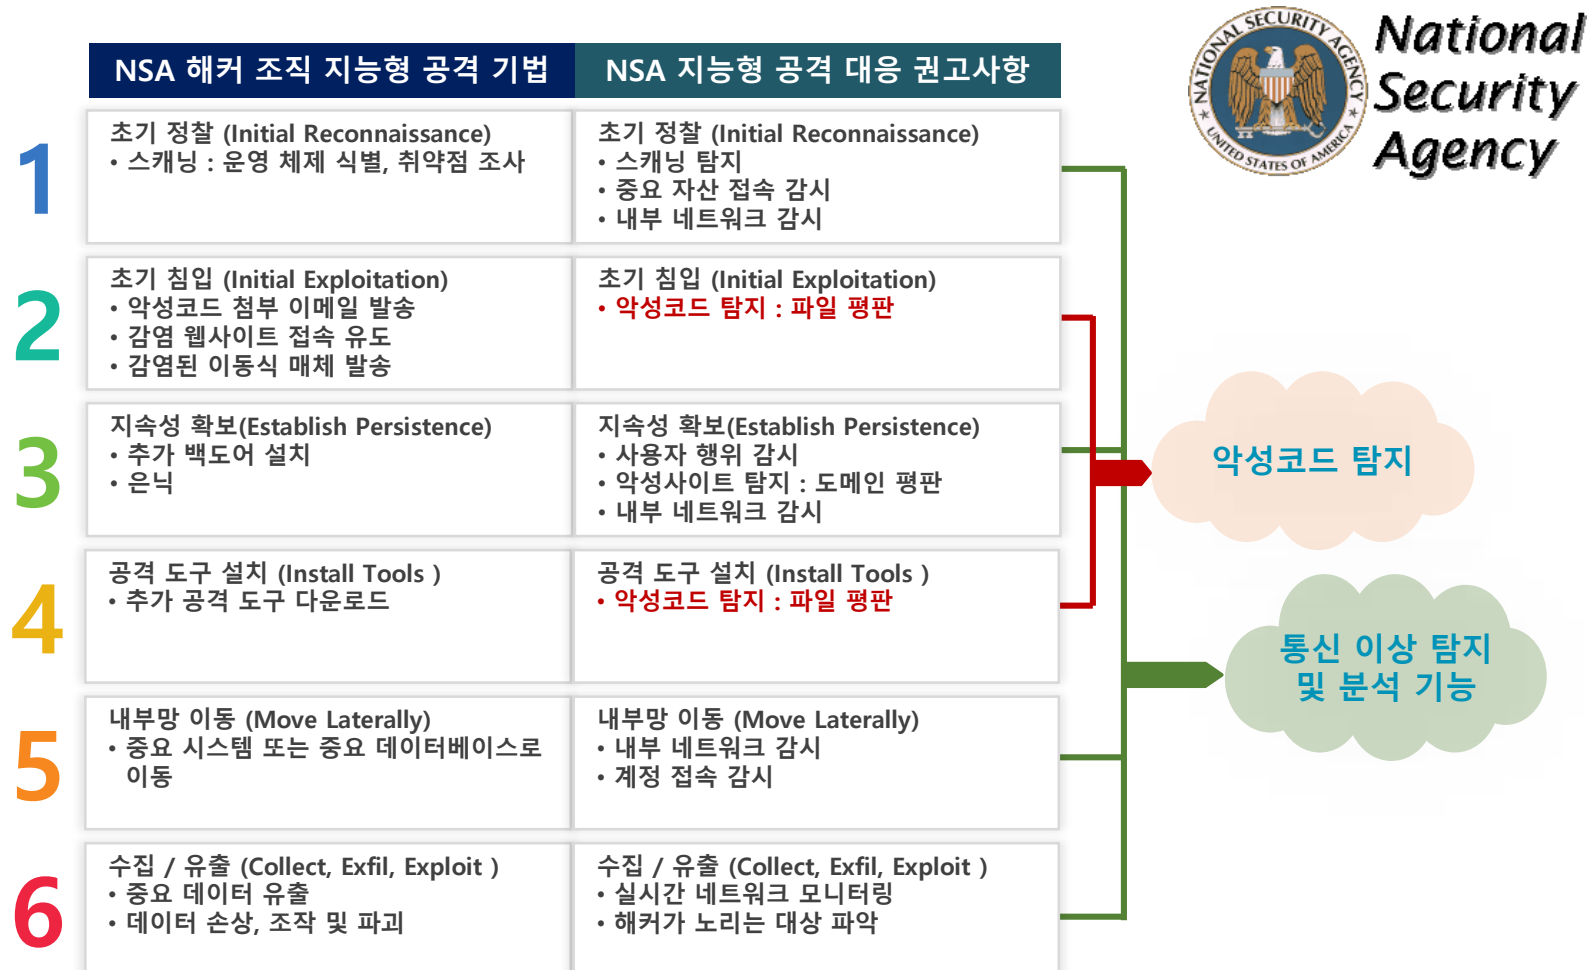 NATIONAL SECURITY AGENCY
UNITED STATES OF AMERICA
National
Security
Agency
NSA 해커 조직 지능형 공격 기법
NSA 지능형 공격 대응 권고사항
1
초기 정찰 (Initial Reconnaissance)
• 스캐닝 : 운영 체제 식별, 취약점 조사
초기 정찰 (Initial Reconnaissance)
• 스캐닝 탐지
• 중요 자산 접속 감시
• 내부 네트워크 감시
2
초기 침입 (Initial Exploitation)
• 악성코드 첨부 이메일 발송
• 감염 웹사이트 접속 유도
• 감염된 이동식 매체 발송
초기 침입 (Initial Exploitation)
• 악성코드 탐지 : 파일 평판
3
지속성 확보(Establish Persistence)
• 추가 백도어 설치
• 은닉
지속성 확보(Establish Persistence)
• 사용자 행위 감시
• 악성사이트 탐지 : 도메인 평판
• 내부 네트워크 감시
4
공격 도구 설치 (Install Tools )
• 추가 공격 도구 다운로드
공격 도구 설치 (Install Tools )
• 악성코드 탐지 : 파일 평판
5
내부망 이동 (Move Laterally)
• 중요 시스템 또는 중요 데이터베이스로
이동
내부망 이동 (Move Laterally)
• 내부 네트워크 감시
• 계정 접속 감시
6
수집 / 유출 (Collect, Exfil, Exploit )
• 중요 데이터 유출
• 데이터 손상, 조작 및 파괴
수집 / 유출 (Collect, Exfil, Exploit )
• 실시간 네트워크 모니터링
• 해커가 노리는 대상 파악
악성코드 탐지
통신 이상 탐지
및 분석 기능